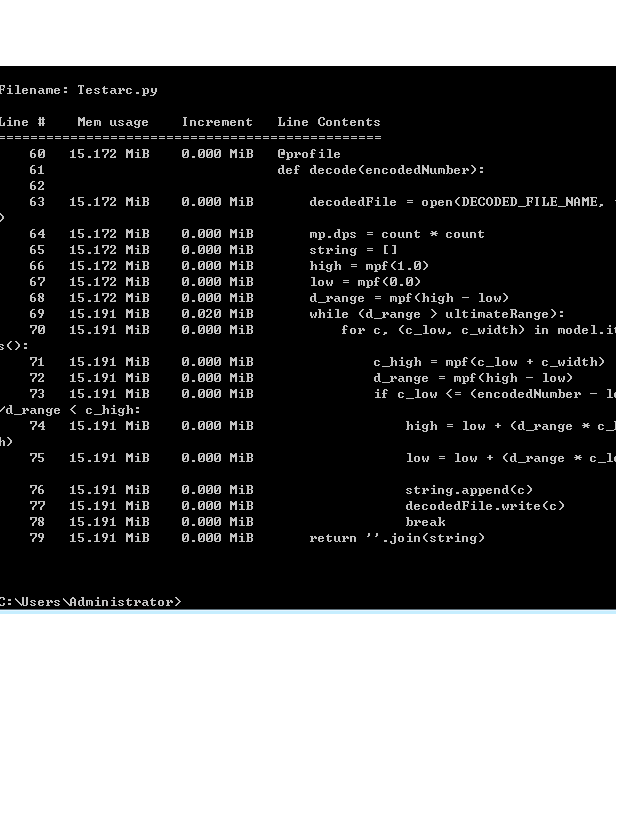 Filename: Testarc.py
Line #    Mem usage    Increment   Line Contents
================================================
60   15.172 MiB    0.000 MiB   @profile
61                             def decode(encodedNumber):
62
63   15.172 MiB    0.000 MiB       decodedFile = open(DECODED_FILE_NAME,
)
64   15.172 MiB    0.000 MiB       mp.dps = count * count
65   15.172 MiB    0.000 MiB       string = []
66   15.172 MiB    0.000 MiB       high = mpf(1.0)
67   15.172 MiB    0.000 MiB       low = mpf(0.0)
68   15.172 MiB    0.000 MiB       d_range = mpf(high - low)
69   15.191 MiB    0.020 MiB       while (d_range > ultimateRange):
70   15.191 MiB    0.000 MiB           for c, (c_low, c_width) in model.it
s():
71   15.191 MiB    0.000 MiB               c_high = mpf(c_low + c_width)
72   15.191 MiB    0.000 MiB               d_range = mpf(high - low)
73   15.191 MiB    0.000 MiB               if c_low <= (encodedNumber - lo
/d_range < c_high:
74   15.191 MiB    0.000 MiB                   high = low + (d_range * c_
h)
75   15.191 MiB    0.000 MiB                   low = low + (d_range * c_lo
76   15.191 MiB    0.000 MiB                   string.append(c)
77   15.191 MiB    0.000 MiB                   decodedFile.write(c)
78   15.191 MiB    0.000 MiB                   break
79   15.191 MiB    0.000 MiB       return ''.join(string)
C:\Users\Administrator>